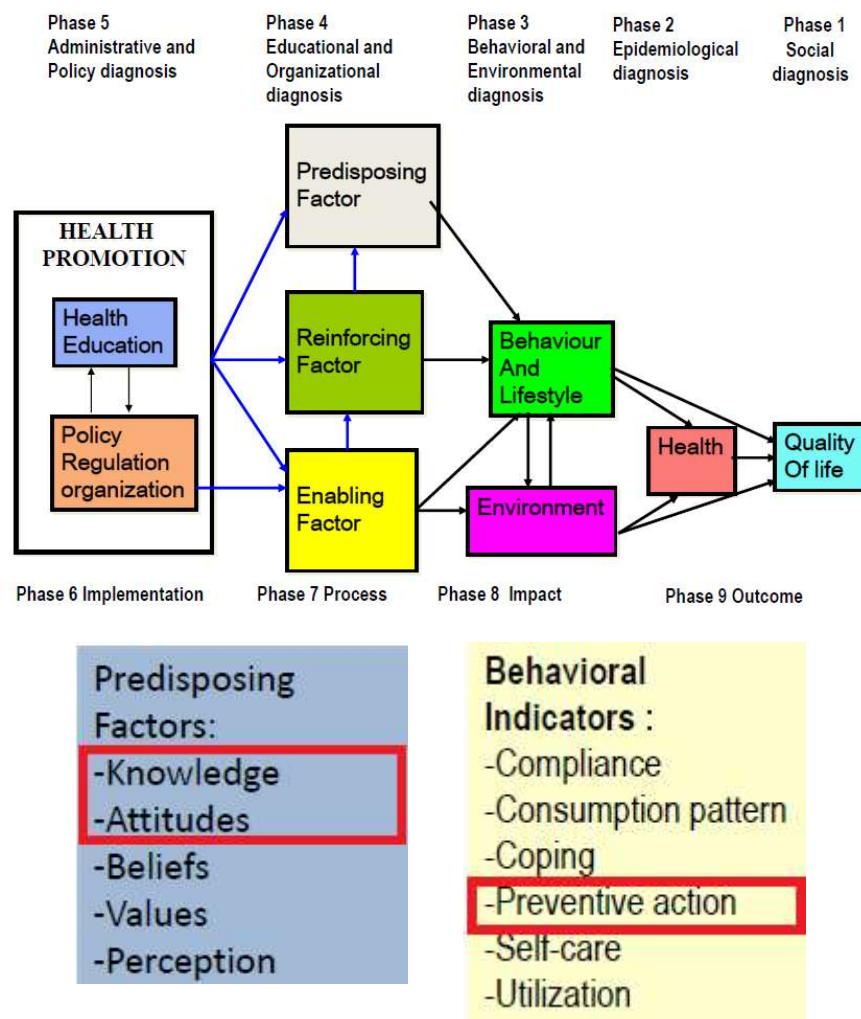 Phase 5
Administrative and
Policy diagnosis
Phase 4
Educational and
Organizational
diagnosis
Phase 3
Behavioral and
Environmental
diagnosis
Phase 2
Epidemiological
diagnosis
Phase 1
Social
diagnosis
HEALTH
PROMOTION
Health
Education
Policy
Regulation
organization
Predisposing
Factor
Reinforcing
Factor
Enabling
Factor
Behaviour
And
Lifestyle
Environment
Health
Quality
Of life
Phase 6 Implementation
Phase 7 Process
Phase 8 Impact
Phase 9 Outcome
Predisposing
Factors:
-Knowledge
-Attitudes
-Beliefs
-Values
-Perception
Behavioral
Indicators :
-Compliance
-Consumption pattern
-Coping
-Preventive action
-Self-care
-Utilization